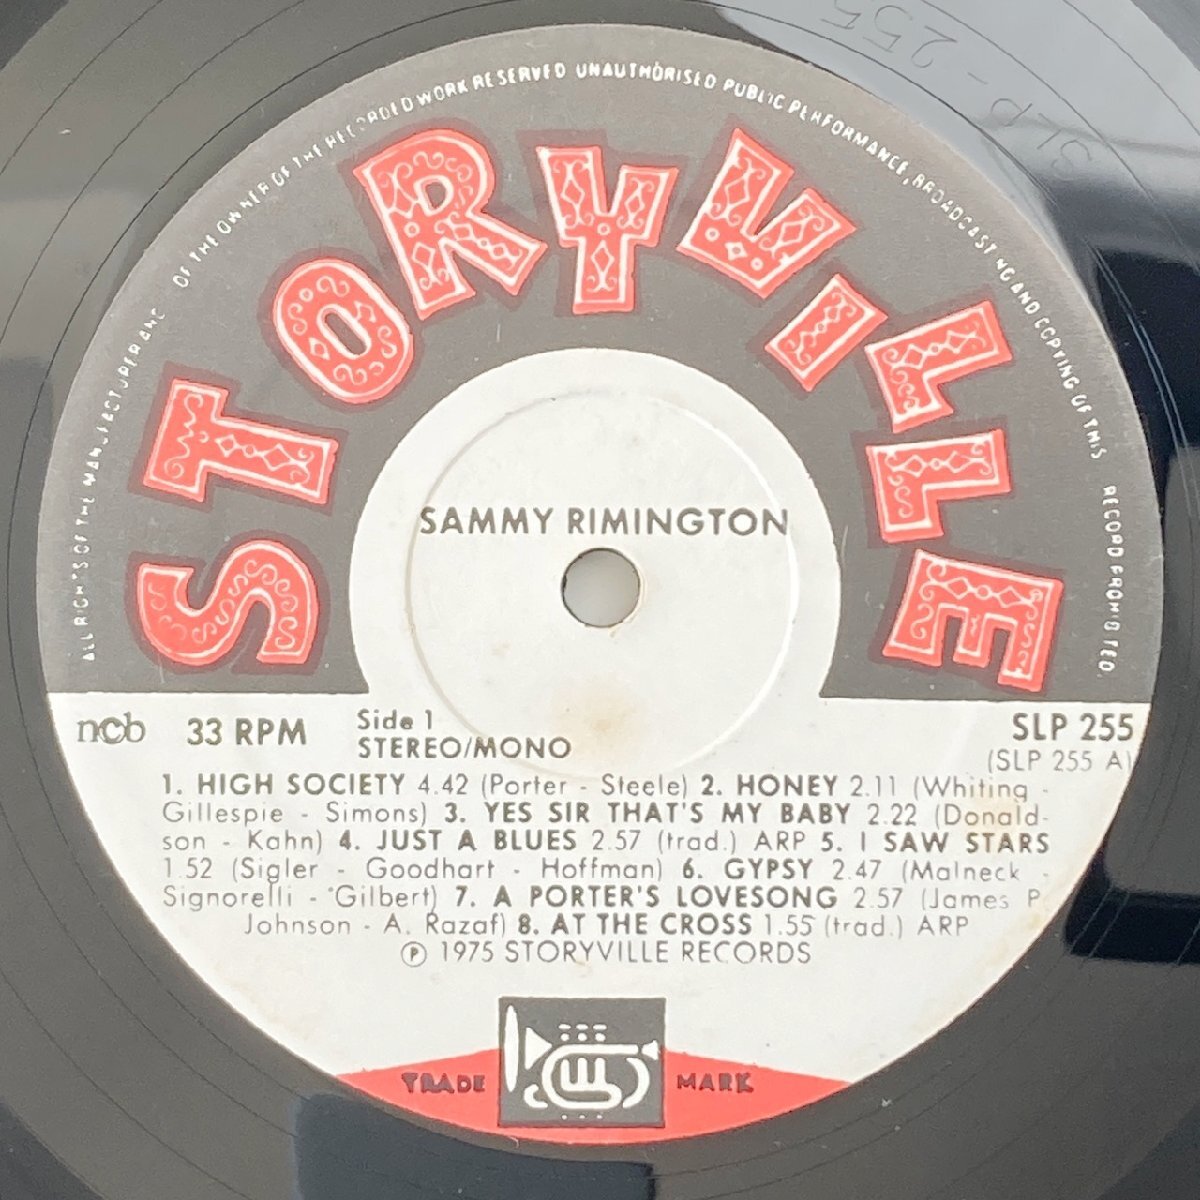 ALL RIGHTS OF THE MANUFACTURER AND OF THE OWNER OF THE RECORDED WORK RESERVED UNAUTHORISED PUBLIC PERFORMANCE, BROADCASTING AND COPYING OF THIS RECORD PROHIBITED.
STORYVILLE
SAMMY RIMINGTON
ncb 33 RPM Side 1 SLP 255
STEREO/MONO (SLP 255 A)
1. HIGH SOCIETY 4.42 (Porter - Steele) 2. HONEY 2.11 (Whiting -
Gillespie - Simons) 3. YES SIR THAT'S MY BABY 2.22 (Donald-
son - Kahn) 4. JUST A BLUES 2.57 (trad.) ARP 5. I SAW STARS
1.52 (Sigler - Goodhart - Hoffman) 6. GYPSY 2.47 (Malneck -
Signorelli - Gilbert) 7. A PORTER'S LOVESONG 2.57 (James P.
Johnson - A. Razaf) 8. AT THE CROSS 1.55 (trad.) ARP
Ⓟ 1975 STORYVILLE RECORDS
TRADE MARK
SLP - 255